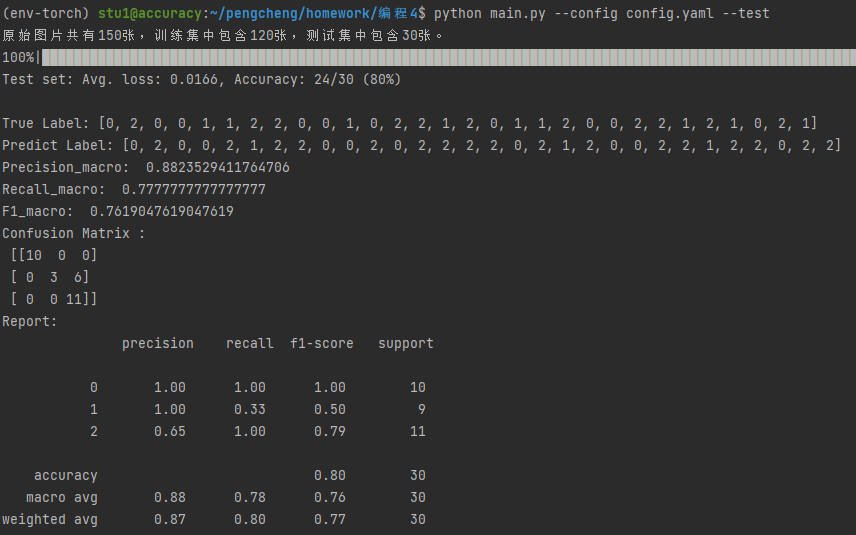 (env-torch) stu1@accuracy:~/pengcheng/homework/编程4$ python main.py --config config.yaml --test
原始图片共有150张，训练集中包含120张，测试集中包含30张。
100%|
Test set: Avg. loss: 0.0166, Accuracy: 24/30 (80%)
True Label: [0, 2, 0, 0, 1, 1, 2, 2, 0, 0, 1, 0, 2, 2, 1, 2, 0, 1, 1, 2, 0, 0, 2, 2, 1, 2, 1, 0, 2, 1]
Predict Label: [0, 2, 0, 0, 2, 1, 2, 2, 0, 0, 2, 0, 2, 2, 2, 2, 0, 2, 1, 2, 0, 0, 2, 2, 1, 2, 2, 0, 2, 2]
Precision_macro:  0.8823529411764706
Recall_macro:  0.7777777777777777
F1_macro:  0.7619047619047619
Confusion Matrix :
[[10  0  0]
[ 0  3  6]
[ 0  0 11]]
Report:
precision    recall  f1-score   support
0       1.00      1.00      1.00        10
1       1.00      0.33      0.50         9
2       0.65      1.00      0.79        11
accuracy                           0.80        30
macro avg       0.88      0.78      0.76        30
weighted avg       0.87      0.80      0.77        30